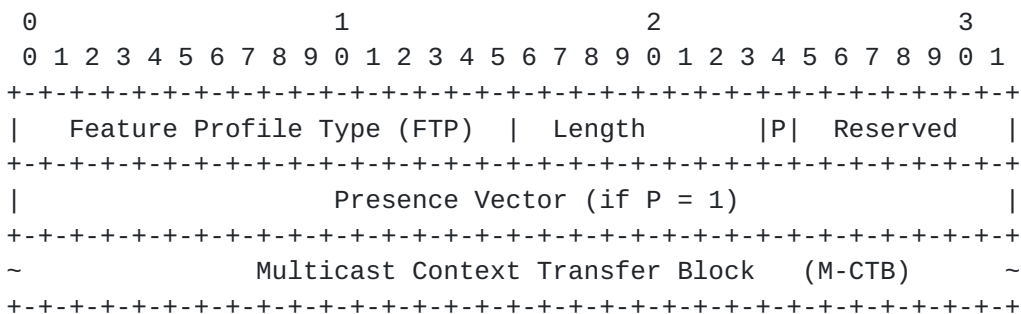 0                   1                   2                   3
 0 1 2 3 4 5 6 7 8 9 0 1 2 3 4 5 6 7 8 9 0 1 2 3 4 5 6 7 8 9 0 1
+-+-+-+-+-+-+-+-+-+-+-+-+-+-+-+-+-+-+-+-+-+-+-+-+-+-+-+-+-+-+-+-+
|   Feature Profile Type (FTP)  |  Length       |P|  Reserved   |
+-+-+-+-+-+-+-+-+-+-+-+-+-+-+-+-+-+-+-+-+-+-+-+-+-+-+-+-+-+-+-+-+
|                    Presence Vector (if P = 1)                 |
+-+-+-+-+-+-+-+-+-+-+-+-+-+-+-+-+-+-+-+-+-+-+-+-+-+-+-+-+-+-+-+-+
~               Multicast Context Transfer Block   (M-CTB)      ~
+-+-+-+-+-+-+-+-+-+-+-+-+-+-+-+-+-+-+-+-+-+-+-+-+-+-+-+-+-+-+-+-+